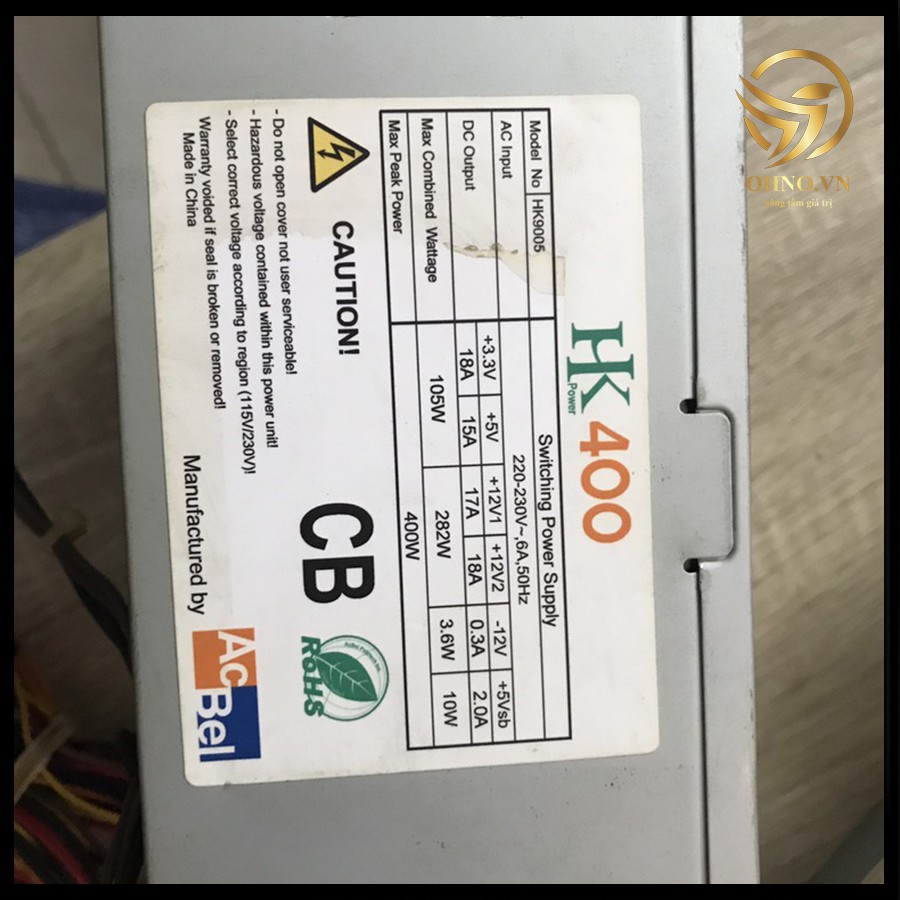 OHNO.VN
nâng tầm giá trị
HK 400
Power
Model No HK9005 Switching Power Supply
AC Input 220-230V~,6A,50Hz
DC Output +3.3V +5V +12V1 +12V2 -12V +5Vsb
18A 15A 17A 18A 0.3A 2.0A
Max Combined Wattage 105W 282W 3.6W 10W
Max Peak Power 400W
CAUTION!
CB
RoHS
- Do not open cover not user serviceable!
- Hazardous voltage contained within this power unit!
- Select correct voltage according to region (115V/230V)!
Warranty voided if seal is broken or removed!
Made in China
Manufactured by
AcBel